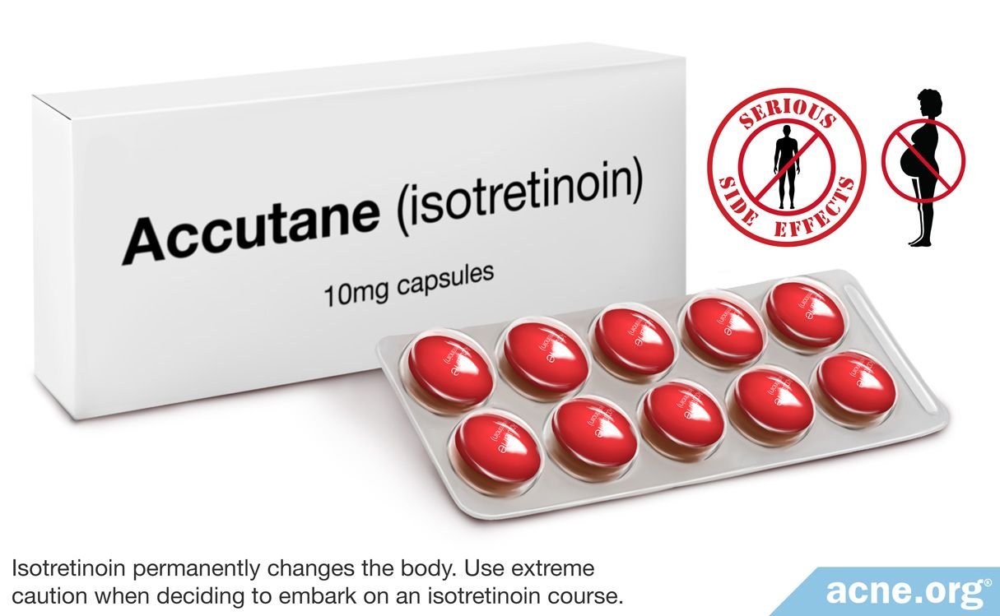 Accutane (isotretinoin)
10mg capsules
SERIOUS
SIDE EFFECTS
Isotretinoin permanently changes the body. Use extreme
caution when deciding to embark on an isotretinoin course.
acne.org®